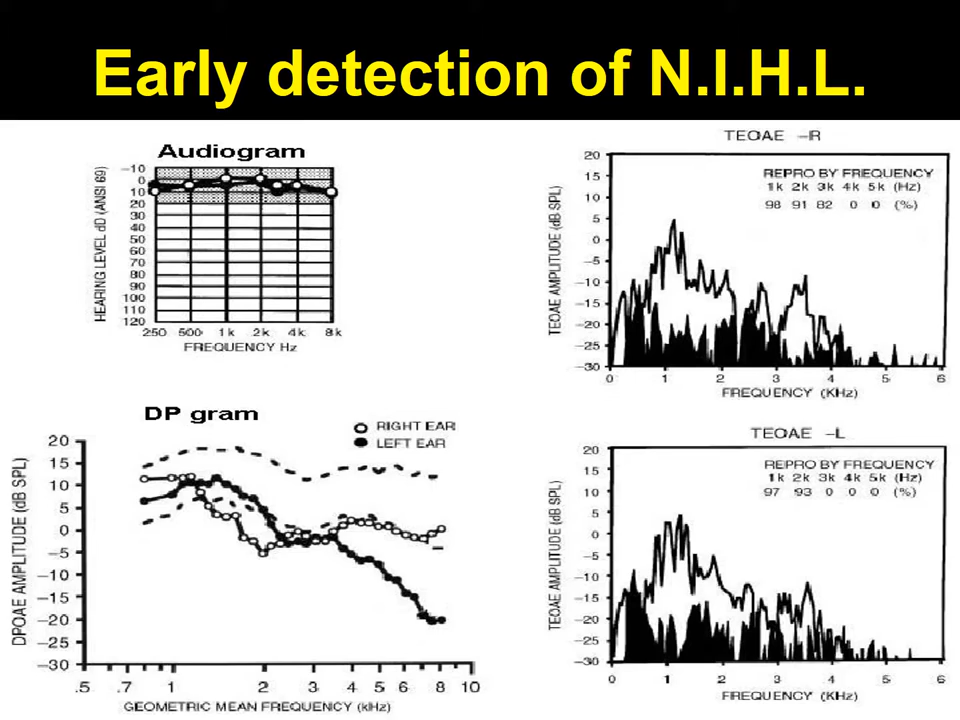 Early detection of N.I.H.L.
Audiogram
HEARING LEVEL dD (ANSI 69)
-10
0
10
20
30
40
50
60
70
80
90
100
110
120
250 500 1k 2k 4k 8k
FREQUENCY Hz
TEOAE -R
TEOAE AMPLITUDE (dB SPL)
20
15
10
5
0
-5
-10
-15
-20
-25
-30
REPRO BY FREQUENCY
1k 2k 3k 4k 5k (Hz)
98 91 82 0 0 (%)
0 1 2 3 4 5 6
FREQUENCY (KHz)
DP gram
RIGHT EAR
LEFT EAR
DPOAE AMPLITUDE (dB SPL)
20
15
10
5
0
-5
-10
-15
-20
-25
-30
.5 .7 1 2 3 4 5 6 8 10
GEOMETRIC MEAN FREQUENCY (kHz)
TEOAE -L
TEOAE AMPLITUDE (dB SPL)
20
15
10
5
0
-5
-10
-15
-20
-25
-30
REPRO BY FREQUENCY
1k 2k 3k 4k 5k (Hz)
97 93 0 0 0 (%)
0 1 2 3 4 5 6
FREQUENCY (KHz)